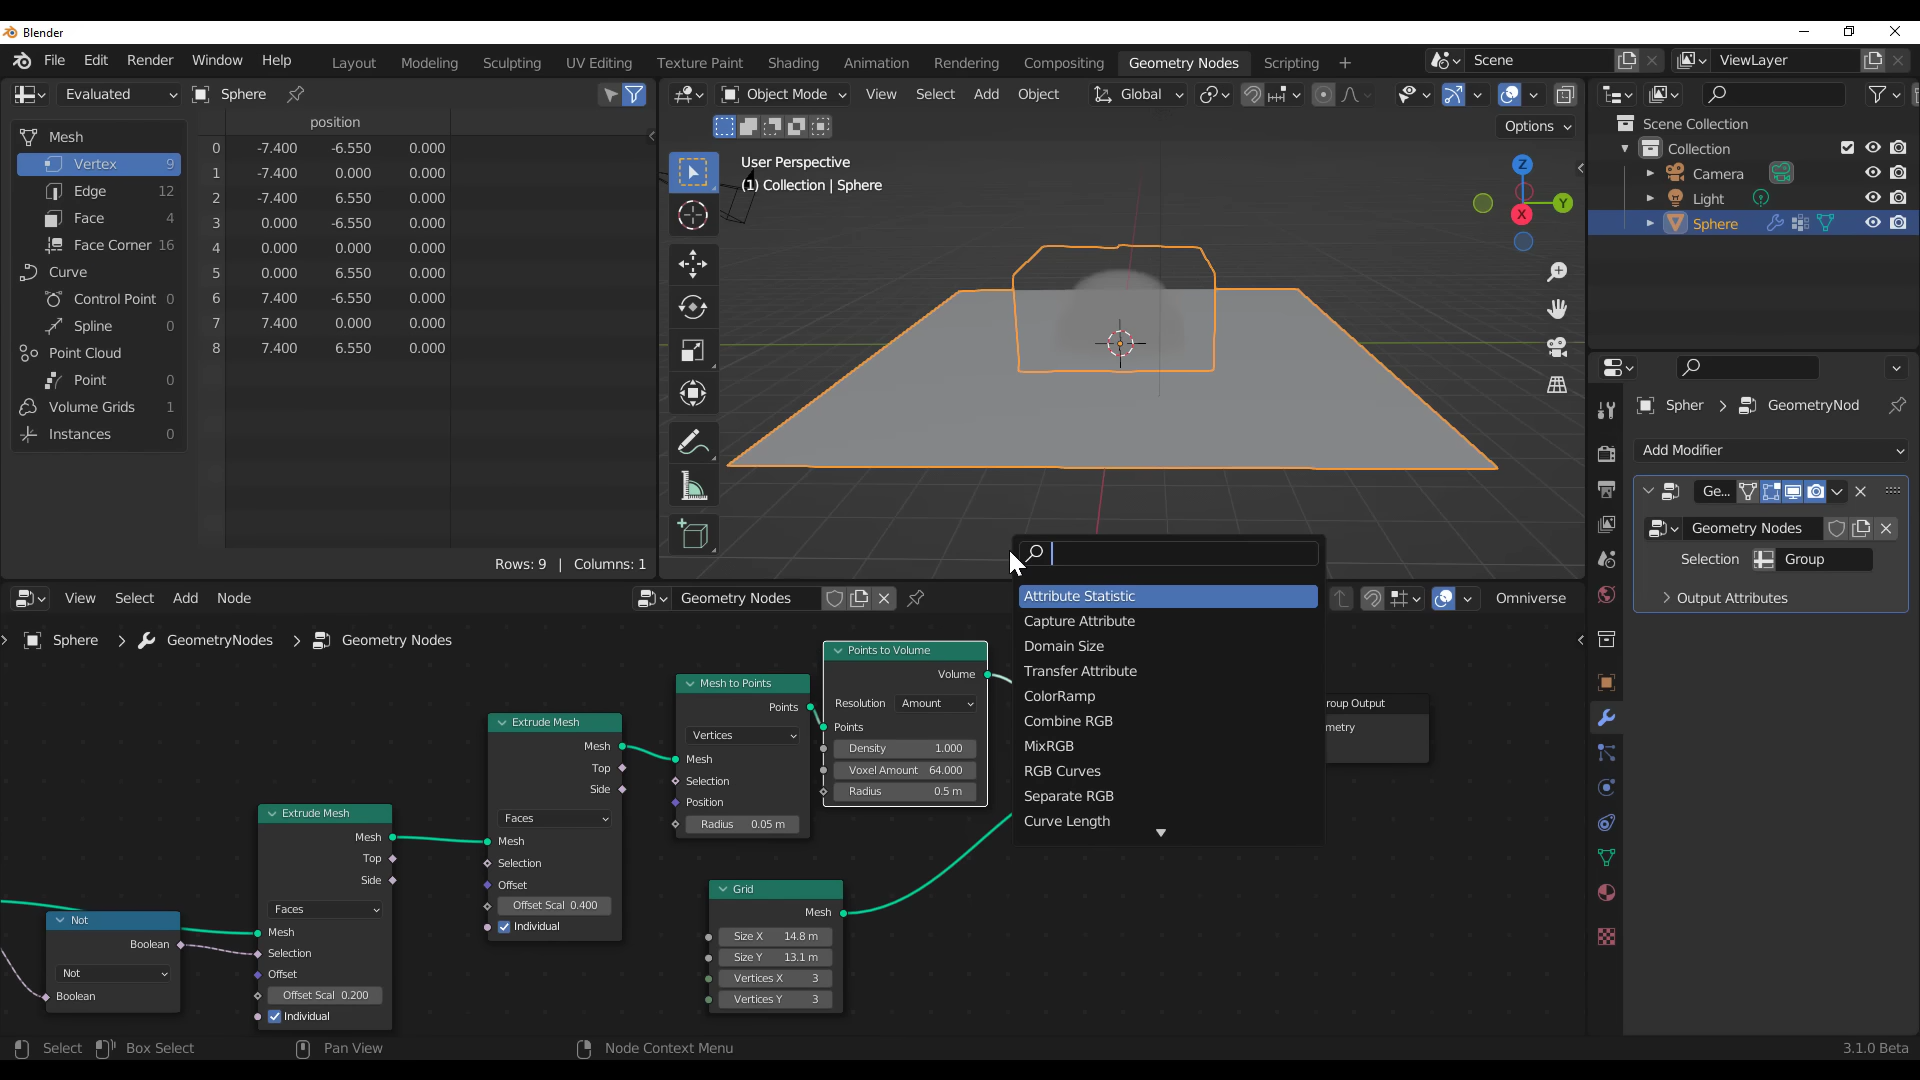 Blender
File Edit Render Window Help Layout Modeling Sculpting UV Editing Texture Paint Shading Animation Rendering Compositing Geometry Nodes Scripting + Scene ViewLayer
Evaluated Sphere
position
Mesh
Vertex 9
Edge 12
Face 4
Face Corner 16
Curve
Control Point 0
Spline 0
Point Cloud
Point 0
Volume Grids 1
Instances 0
0 -7.400 -6.550 0.000
1 -7.400 0.000 0.000
2 -7.400 6.550 0.000
3 0.000 -6.550 0.000
4 0.000 0.000 0.000
5 0.000 6.550 0.000
6 7.400 -6.550 0.000
7 7.400 0.000 0.000
8 7.400 6.550 0.000
Rows: 9 | Columns: 1
Object Mode View Select Add Object Global
Options
User Perspective
(1) Collection | Sphere
Z
Y
X
Scene Collection
Collection
Camera
Light
Sphere
Spher > GeometryNod
Add Modifier
Ge...
Geometry Nodes
Selection Group
Output Attributes
View Select Add Node Geometry Nodes Omniverse
Sphere > GeometryNodes > Geometry Nodes
Not
Boolean
Not
Boolean
Extrude Mesh
Mesh
Top
Side
Faces
Mesh
Selection
Offset
Offset Scal 0.200
Individual
Extrude Mesh
Mesh
Top
Side
Faces
Mesh
Selection
Offset
Offset Scal 0.400
Individual
Mesh to Points
Points
Vertices
Mesh
Selection
Position
Radius 0.05 m
Points to Volume
Volume
Resolution Amount
Points
Density 1.000
Voxel Amount 64.000
Radius 0.5 m
Grid
Mesh
Size X 14.8 m
Size Y 13.1 m
Vertices X 3
Vertices Y 3
Attribute Statistic
Capture Attribute
Domain Size
Transfer Attribute
ColorRamp
Combine RGB
MixRGB
RGB Curves
Separate RGB
Curve Length
roup Output
metry
Select Box Select Pan View Node Context Menu 3.1.0 Beta